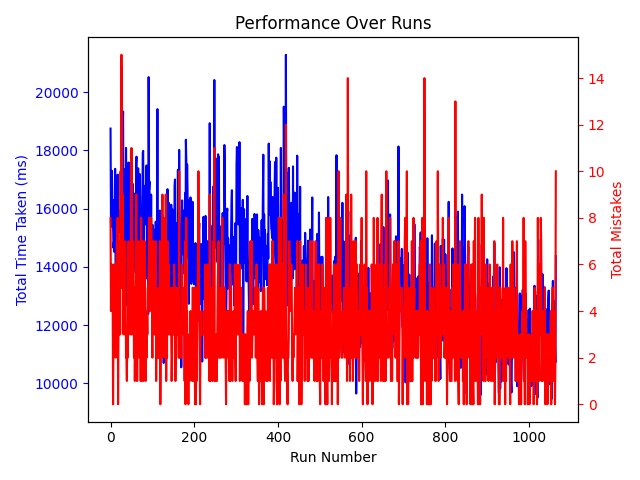 Performance Over Runs
Total Time Taken (ms)
20000
18000
16000
14000
12000
10000
14
12
10
8
6
4
2
0
Total Mistakes
0 200 400 600 800 1000
Run Number